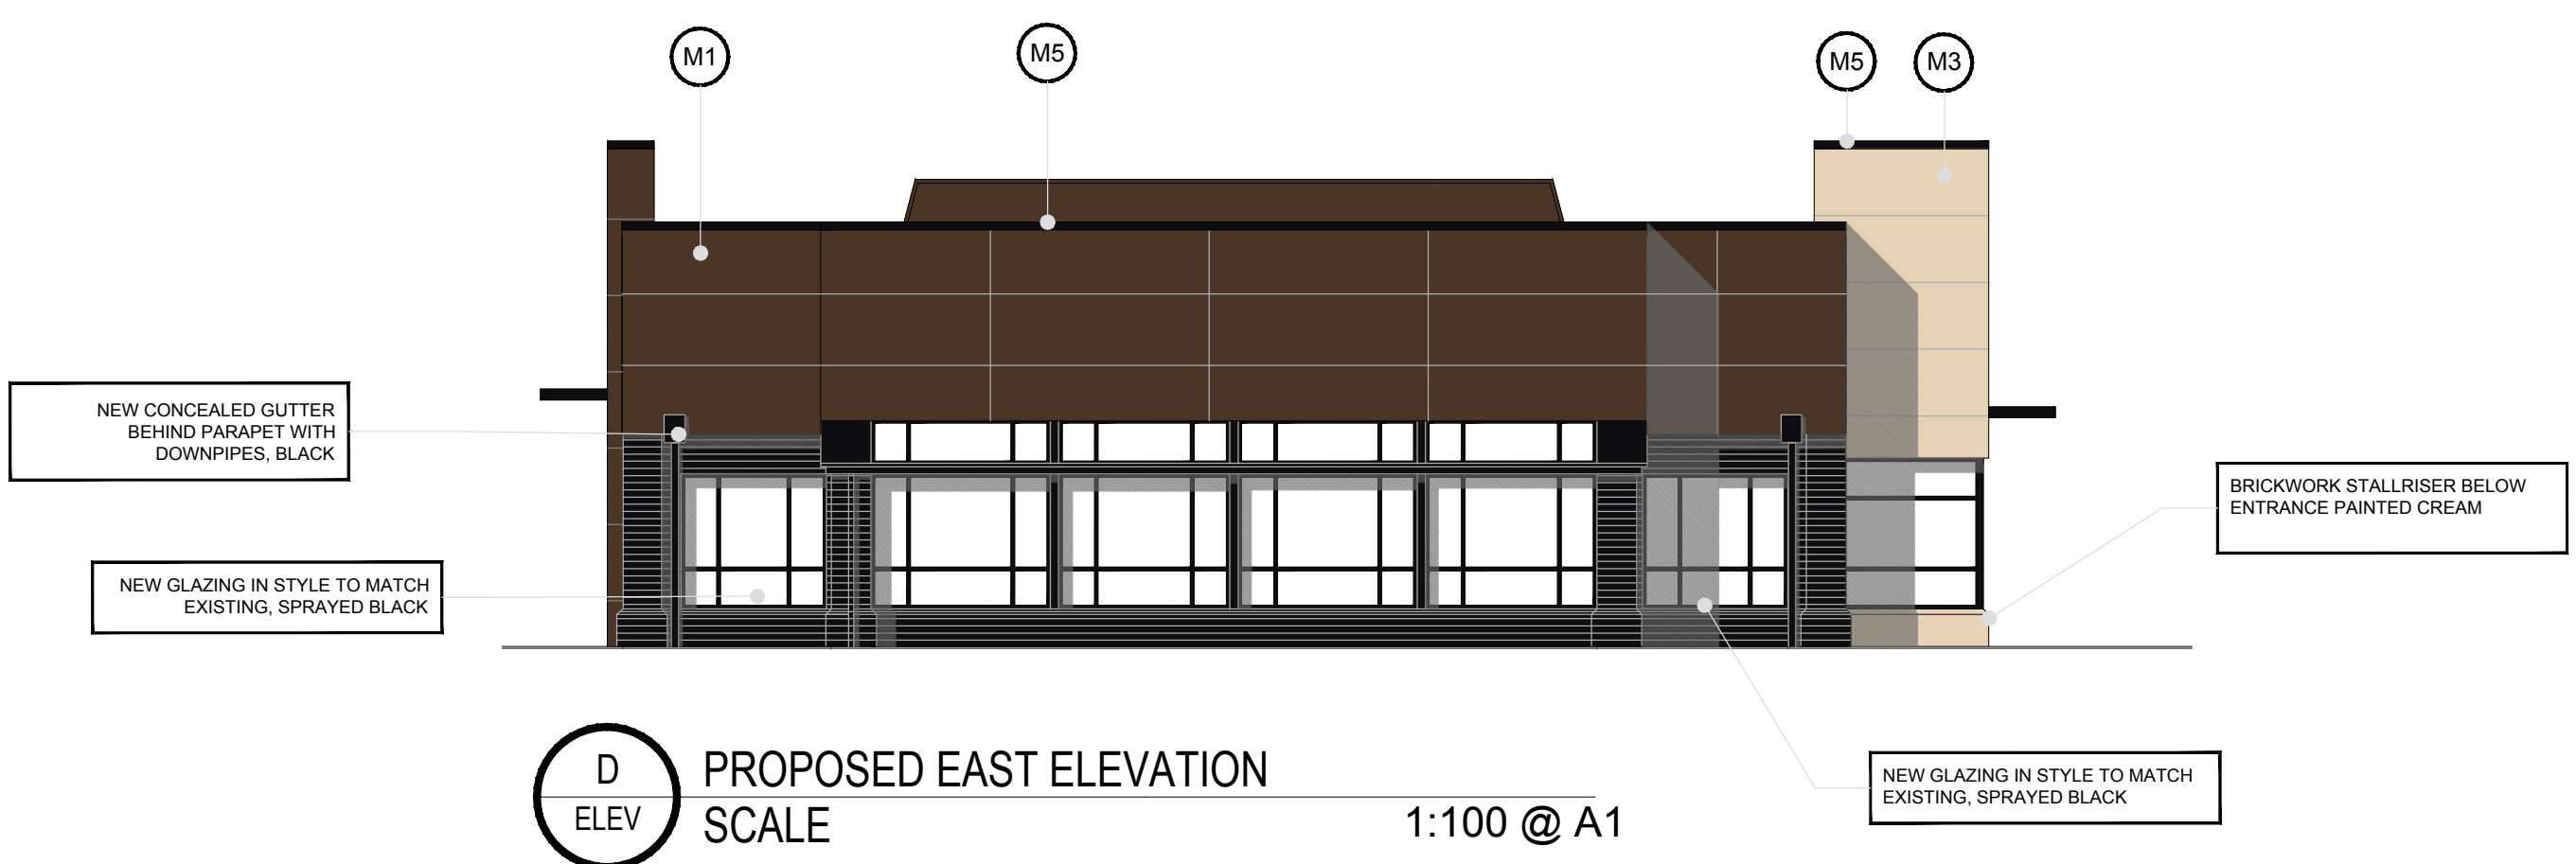 M1
M5
M5
M3
NEW CONCEALED GUTTER
BEHIND PARAPET WITH
DOWNPIPES, BLACK
BRICKWORK STALLRISER BELOW
ENTRANCE PAINTED CREAM
NEW GLAZING IN STYLE TO MATCH
EXISTING, SPRAYED BLACK
D
ELEV
PROPOSED EAST ELEVATION
SCALE
1:100 @ A1
NEW GLAZING IN STYLE TO MATCH
EXISTING, SPRAYED BLACK